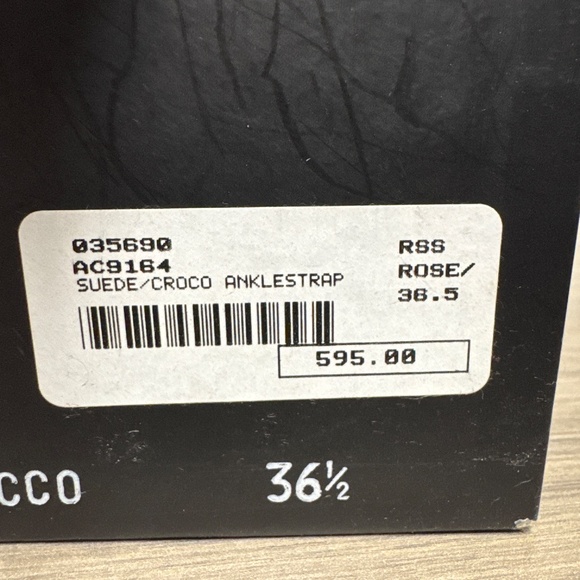 035690 RSS
AC9164 ROSE/
SUEDE/CROCO ANKLESTRAP 36.5
595.00
CCO 36½